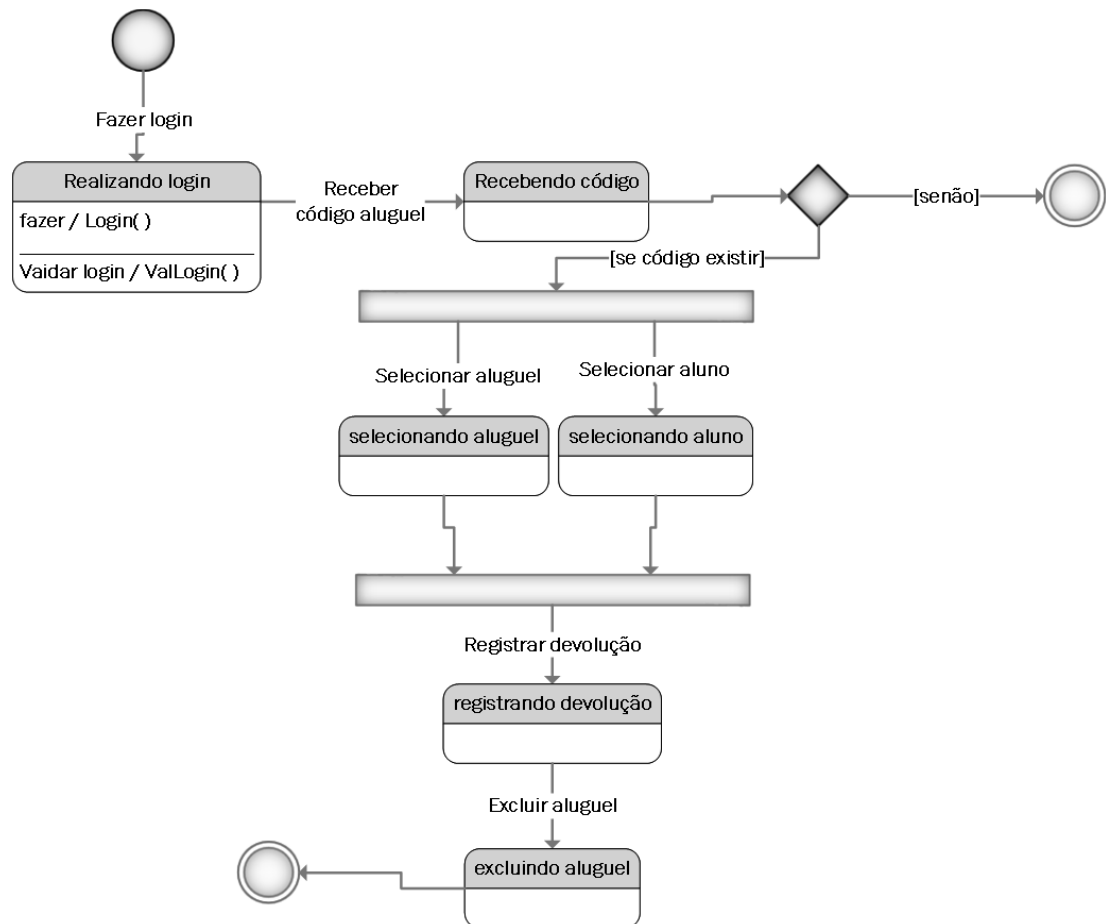 Fazer login
Realizando login
fazer / Login( )
Vaidar login / ValLogin( )
Receber
código aluguel
Recebendo código
[senão]
[se código existir]
Selecionar aluguel
Selecionar aluno
selecionando aluguel
selecionando aluno
Registrar devolução
registrando devolução
Excluir aluguel
excluindo aluguel